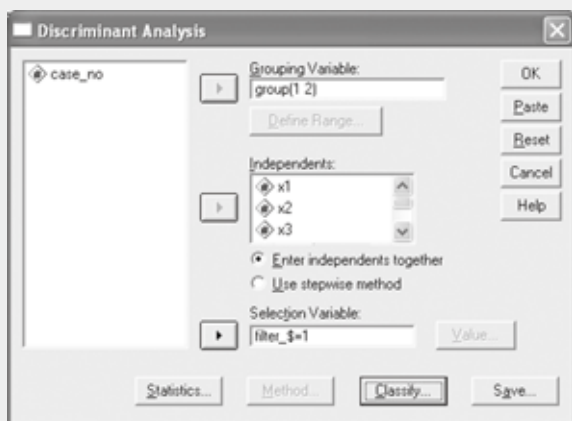 Discriminant Analysis
case_no
Grouping Variable:
group(1 2)
Define Range...
Independents:
x1
x2
x3
Enter independents together
Use stepwise method
Selection Variable:
filter_$=1
Value...
OK
Paste
Reset
Cancel
Help
Statistics...
Method...
Classify...
Save...